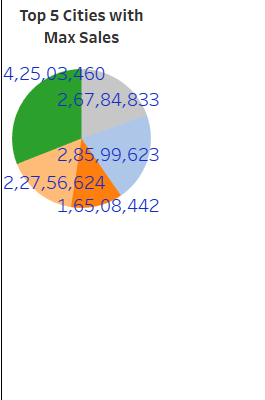 Top 5 Cities with
Max Sales
4,25,03,460
2,67,84,833
2,85,99,623
2,27,56,624
1,65,08,442